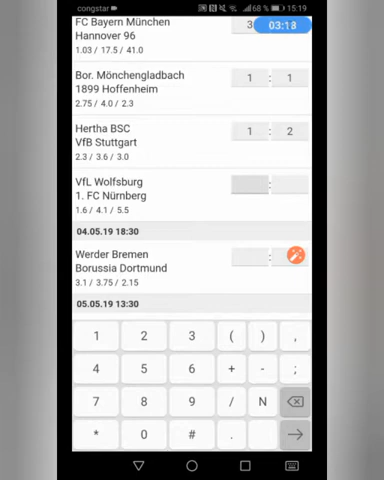 congstar
68 %
15:19
FC Bayern München
3
03:18
Hannover 96
1.03 / 17.5 / 41.0
Bor. Mönchengladbach
1 : 1
1899 Hoffenheim
2.75 / 4.0 / 2.3
Hertha BSC
1 : 2
VfB Stuttgart
2.3 / 3.6 / 3.0
VfL Wolfsburg
:
1. FC Nürnberg
1.6 / 4.1 / 5.5
04.05.19 18:30
Werder Bremen
:
Borussia Dortmund
3.1 / 3.75 / 2.15
05.05.19 13:30
1 2 3 ( ) ,
4 5 6 + - ;
7 8 9 / N
* 0 # .